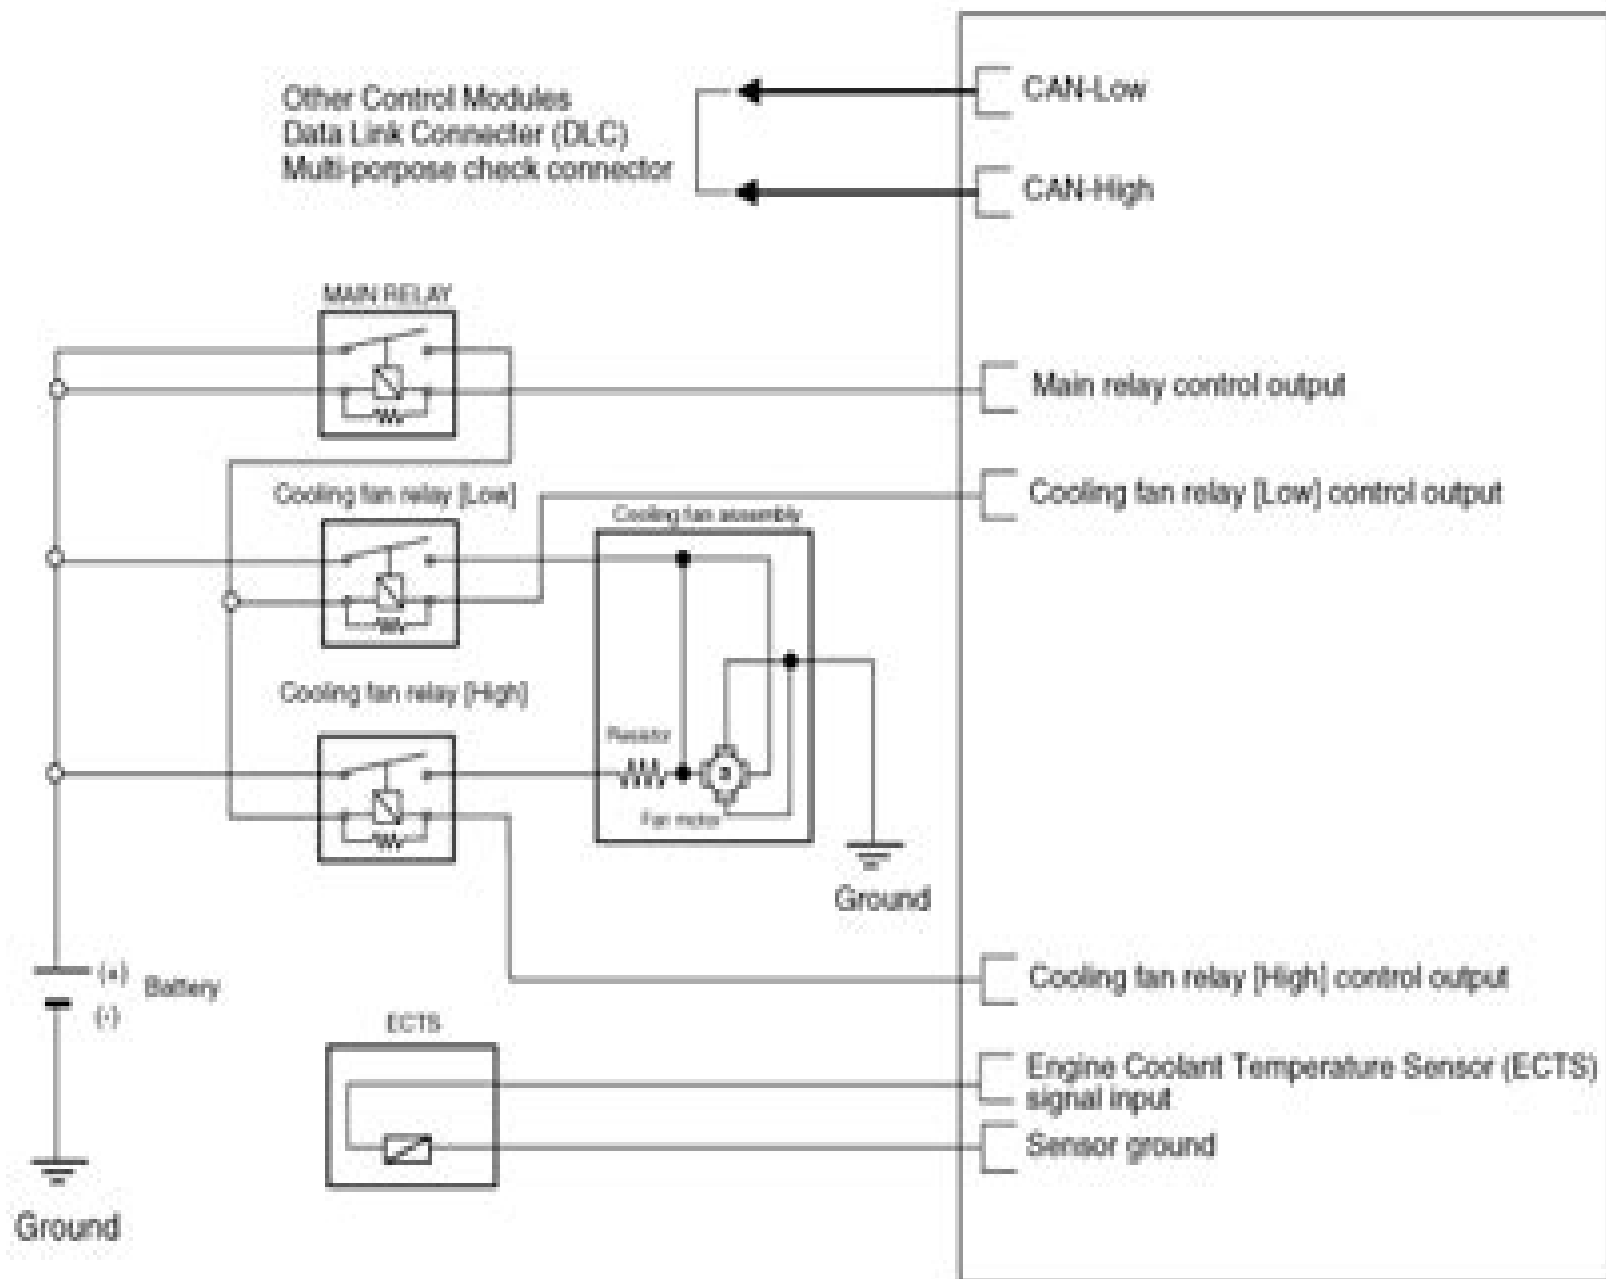 Other Control Modules
Data Link Connecter (DLC)
Multi-porpose check connector
CAN-Low
CAN-High
MAIN RELAY
Main relay control output
Cooling fan relay [Low]
Cooling fan relay [Low] control output
Cooling fan assembly
Cooling fan relay [High]
Resistor
Fan motor
Ground
(+)
Battery
(-)
Cooling fan relay [High] control output
ECTS
Engine Coolant Temperature Sensor (ECTS)
signal input
Sensor ground
Ground